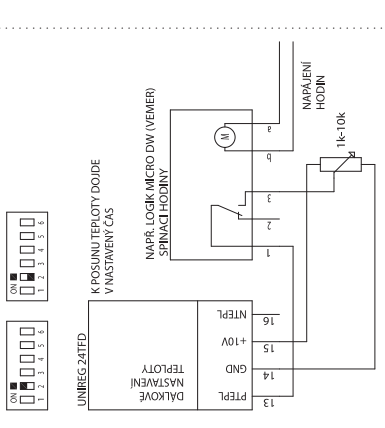 ON
1 2 3 4 5 6
ON
1 2 3 4 5 6
K POSUNU TEPLOTY DOJDE
V NASTAVENÝ ČAS
UNIREG 24TFD
DÁLKOVÉ
NASTAVENÍ
TEPLOTY
PTEPL
GND
+10V
NTEPL
13
14
15
16
NAPŘ. LOGIK MICRO DW (VEMER)
SPÍNACÍ HODINY
M
1
2
3
b
a
NAPÁJENÍ
HODIN
1k-10k